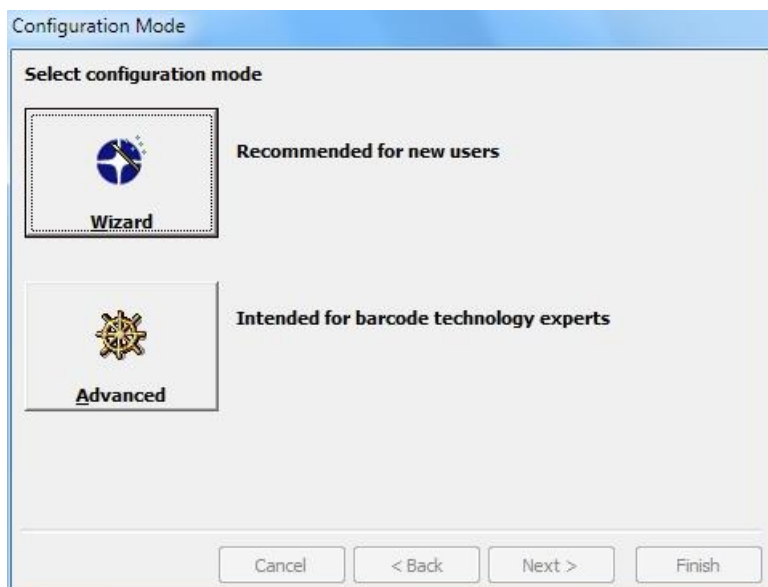 Configuration Mode
Select configuration mode
Recommended for new users
Wizard
Intended for barcode technology experts
Advanced
Cancel
< Back
Next >
Finish